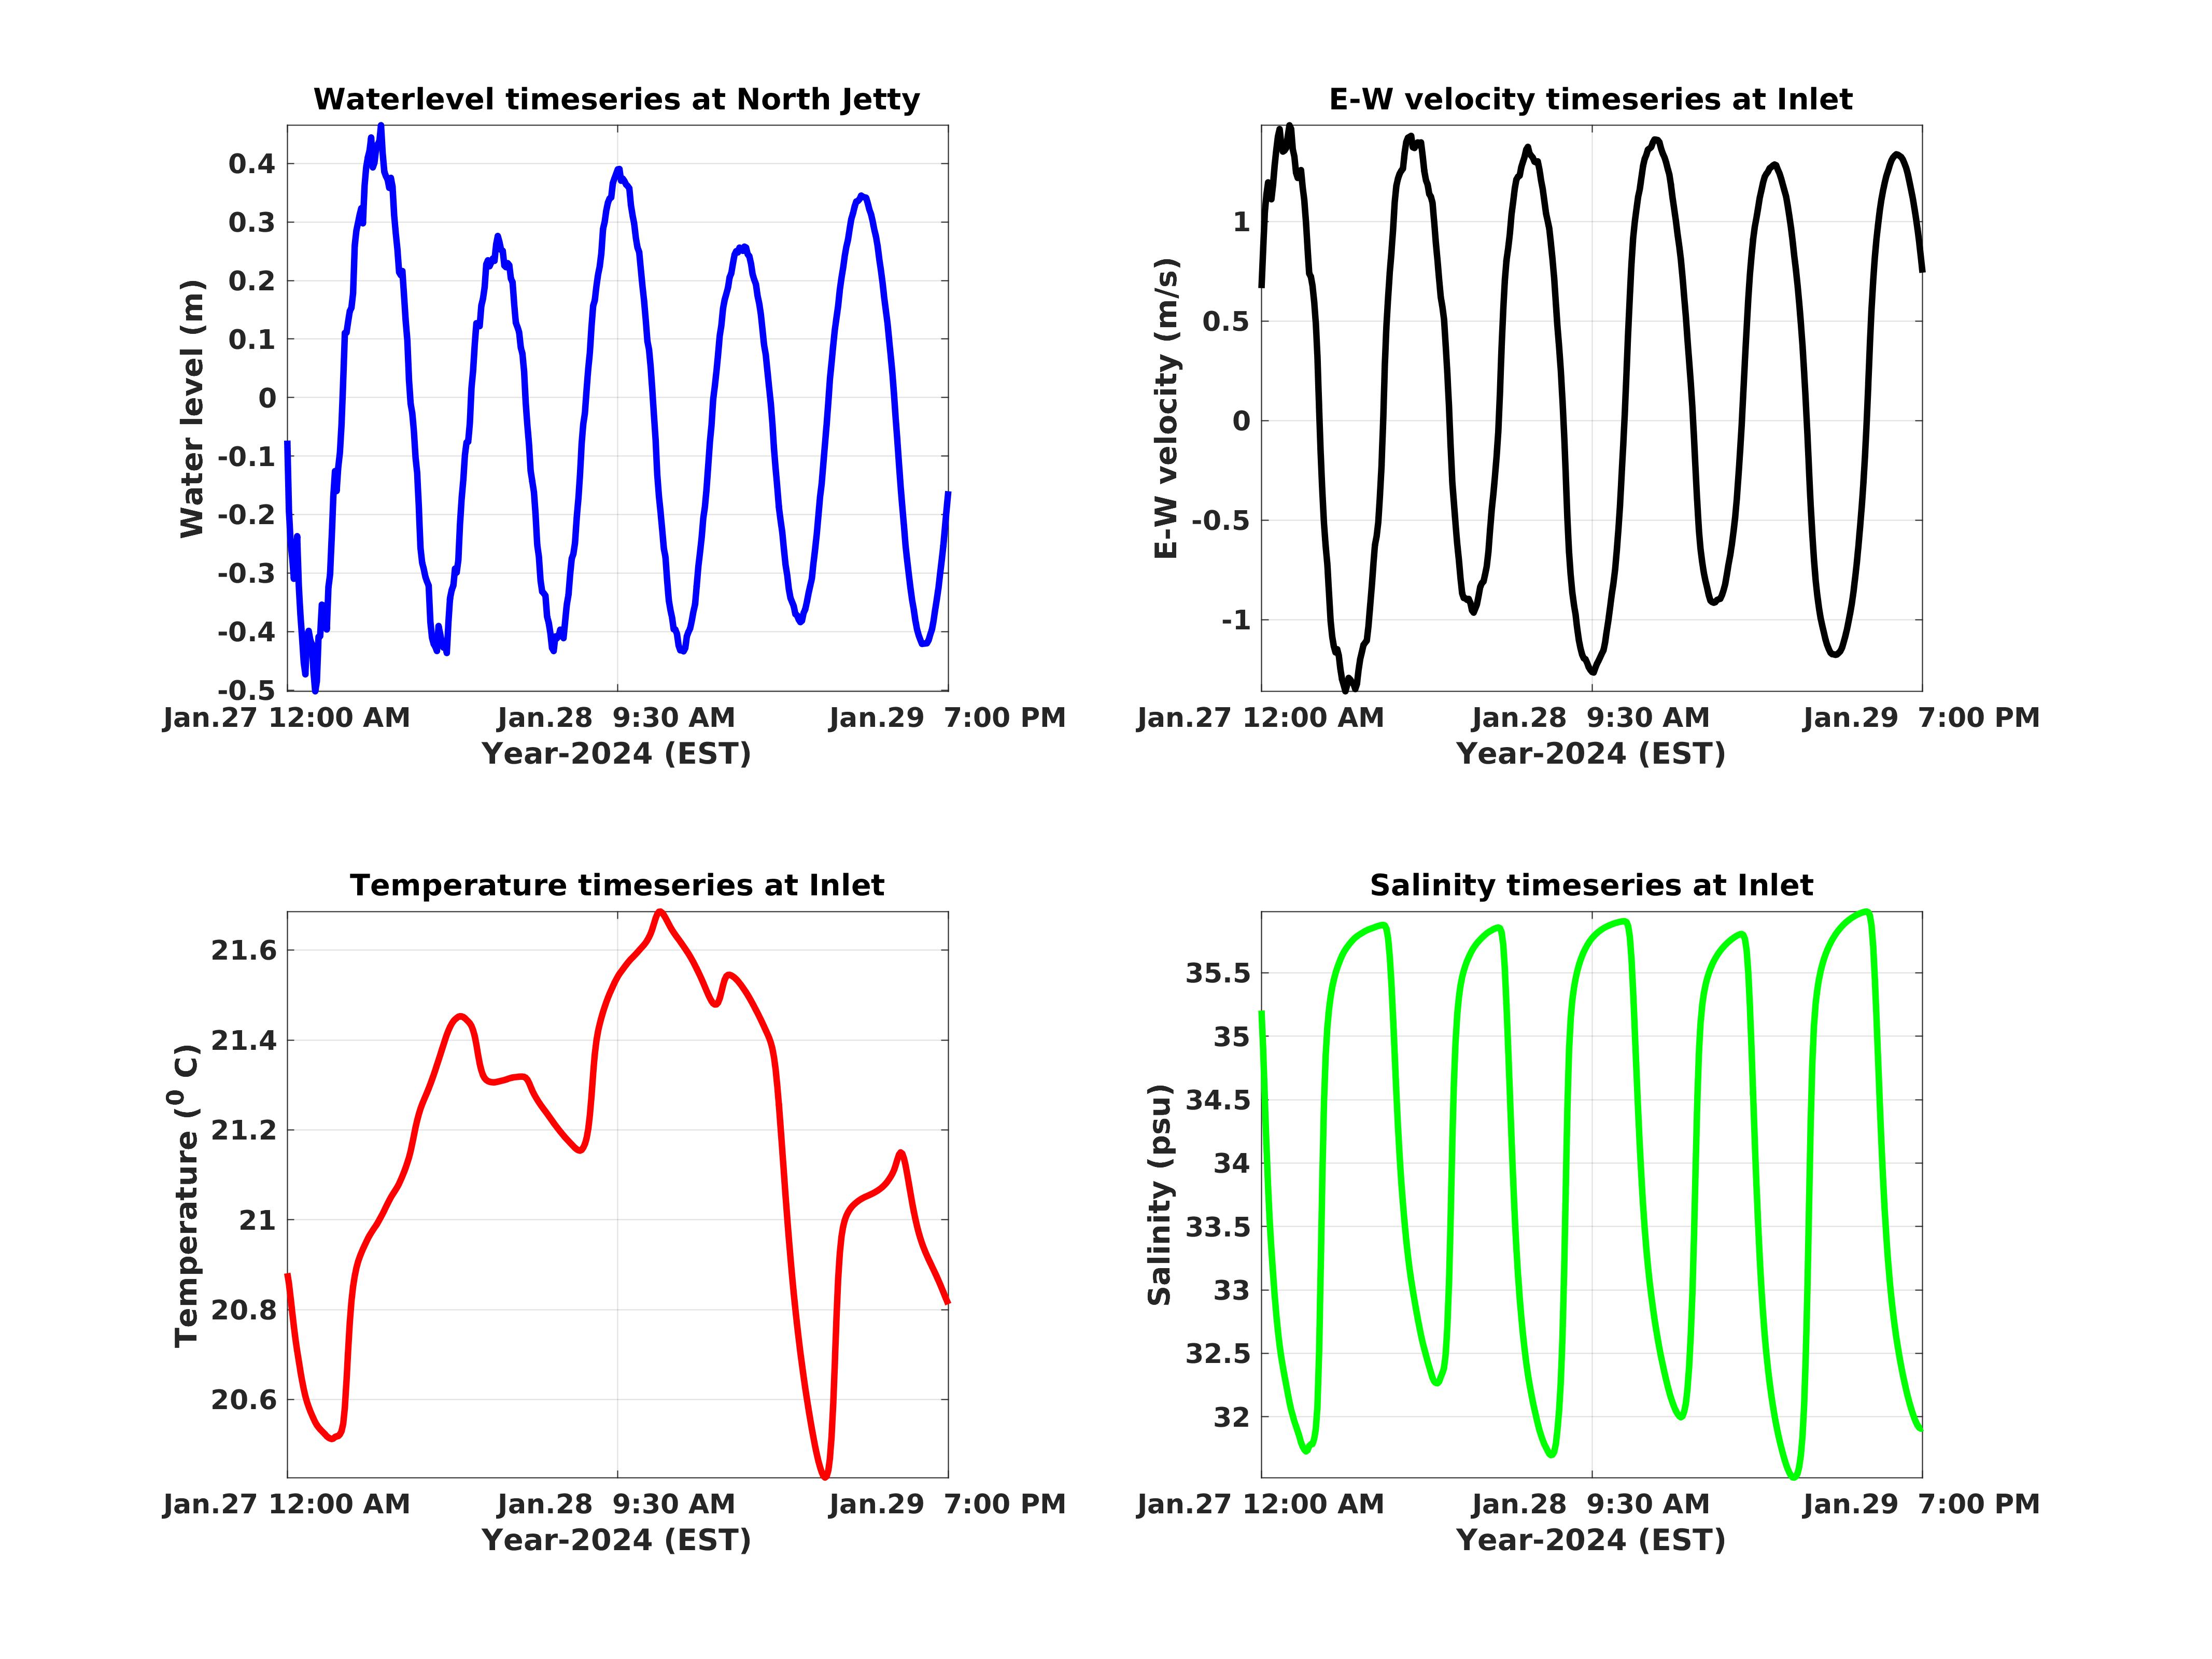 Waterlevel timeseries at North Jetty
0.4
0.3
0.2
0.1
0
-0.1
-0.2
-0.3
-0.4
-0.5
Water level (m)
Jan.27 12:00 AM
Jan.28  9:30 AM
Jan.29  7:00 PM
Year-2024 (EST)
E-W velocity timeseries at Inlet
1
0.5
0
-0.5
-1
E-W velocity (m/s)
Jan.27 12:00 AM
Jan.28  9:30 AM
Jan.29  7:00 PM
Year-2024 (EST)
Temperature timeseries at Inlet
21.6
21.4
21.2
21
20.8
20.6
Temperature (⁰ C)
Jan.27 12:00 AM
Jan.28  9:30 AM
Jan.29  7:00 PM
Year-2024 (EST)
Salinity timeseries at Inlet
35.5
35
34.5
34
33.5
33
32.5
32
Salinity (psu)
Jan.27 12:00 AM
Jan.28  9:30 AM
Jan.29  7:00 PM
Year-2024 (EST)